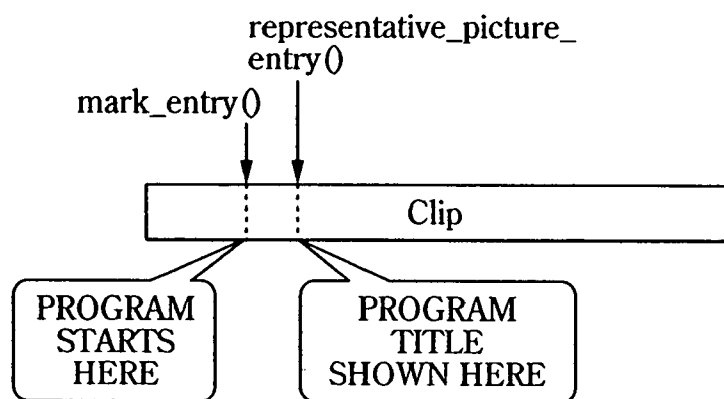 representative_picture_
entry()
mark_entry()
Clip
PROGRAM
STARTS
HERE
PROGRAM
TITLE
SHOWN HERE